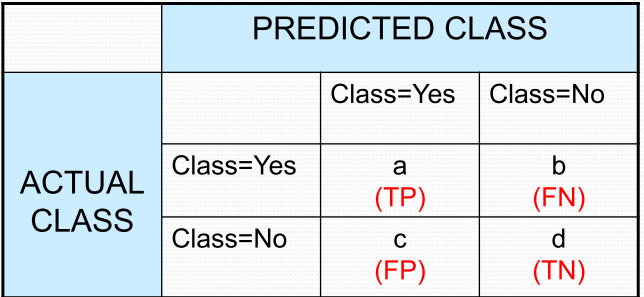 PREDICTED CLASS
Class=Yes Class=No
ACTUAL CLASS
Class=Yes a (TP) b (FN)
Class=No c (FP) d (TN)